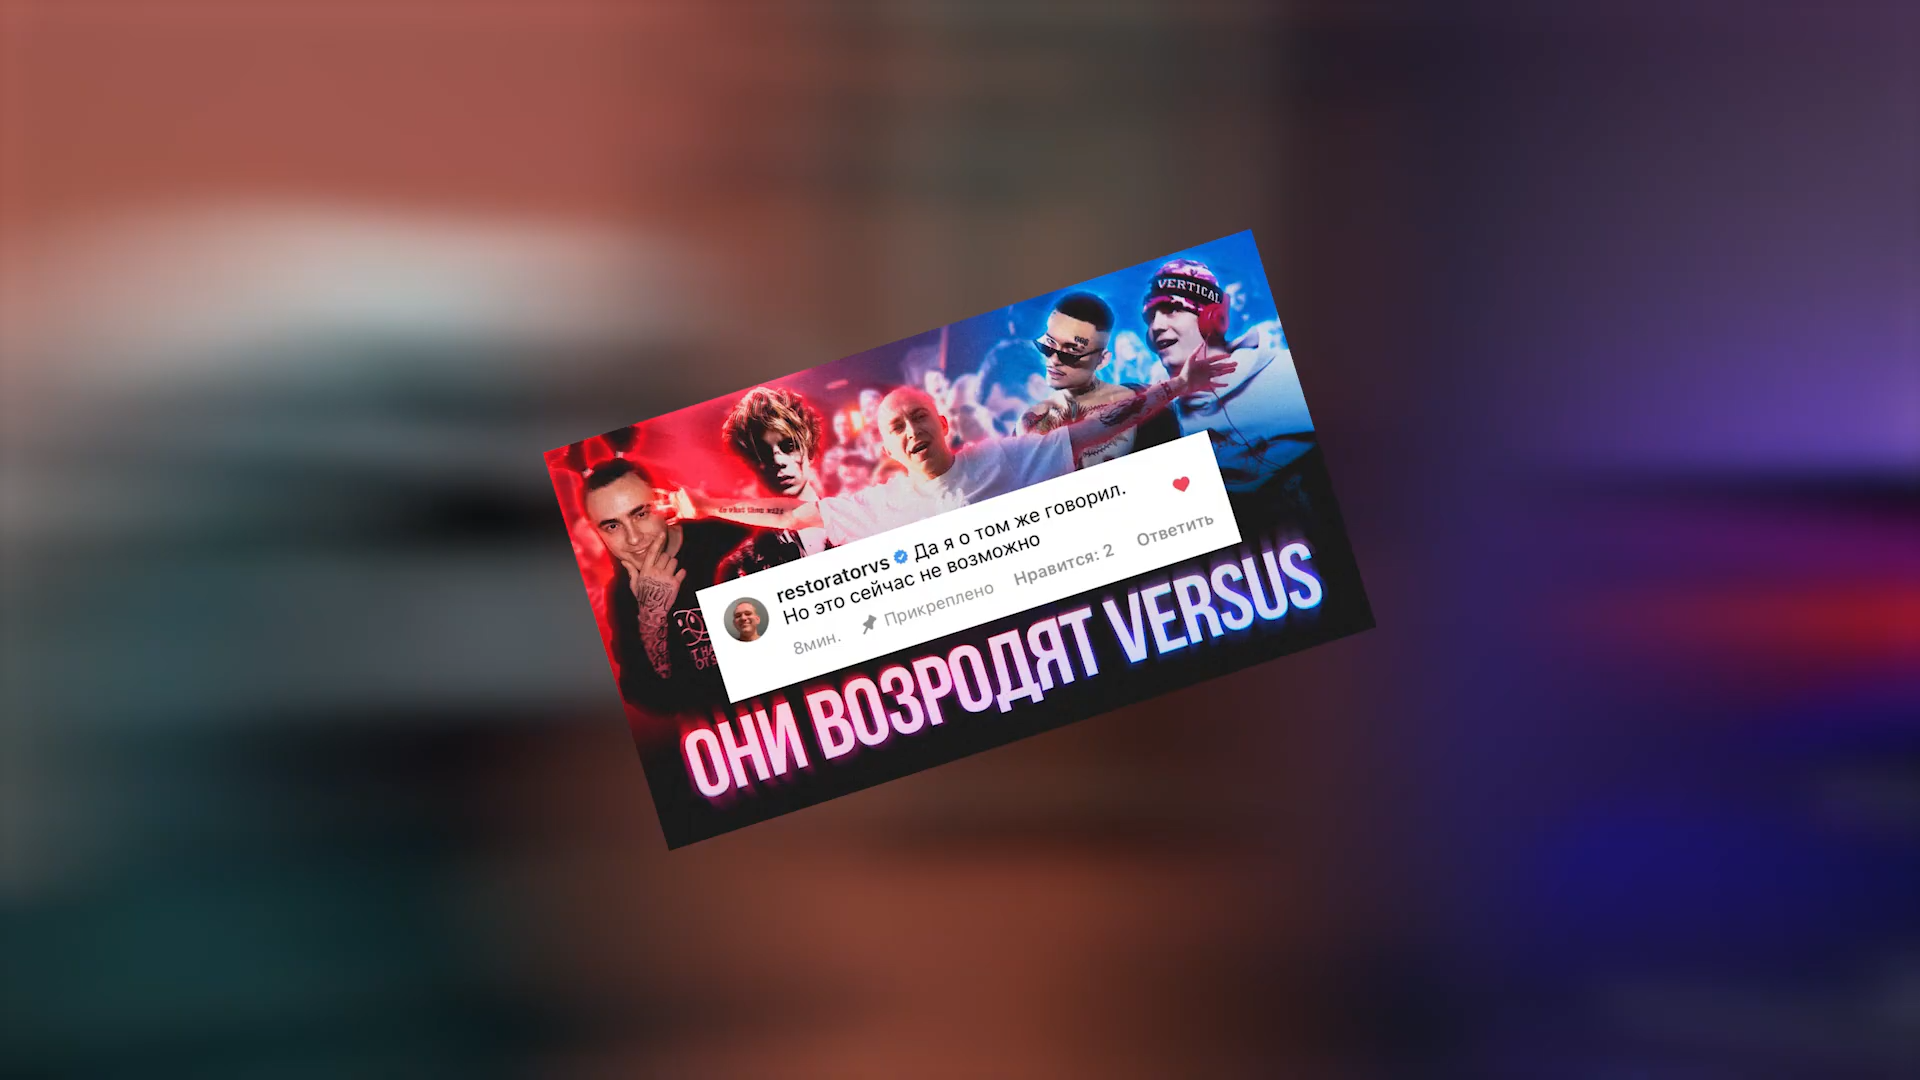 VERTICAL
restoratorvs Да я о том же говорил.
Но это сейчас не возможно
8мин. Прикреплено Нравится: 2 Ответить
ОНИ ВОЗРОДЯТ VERSUS